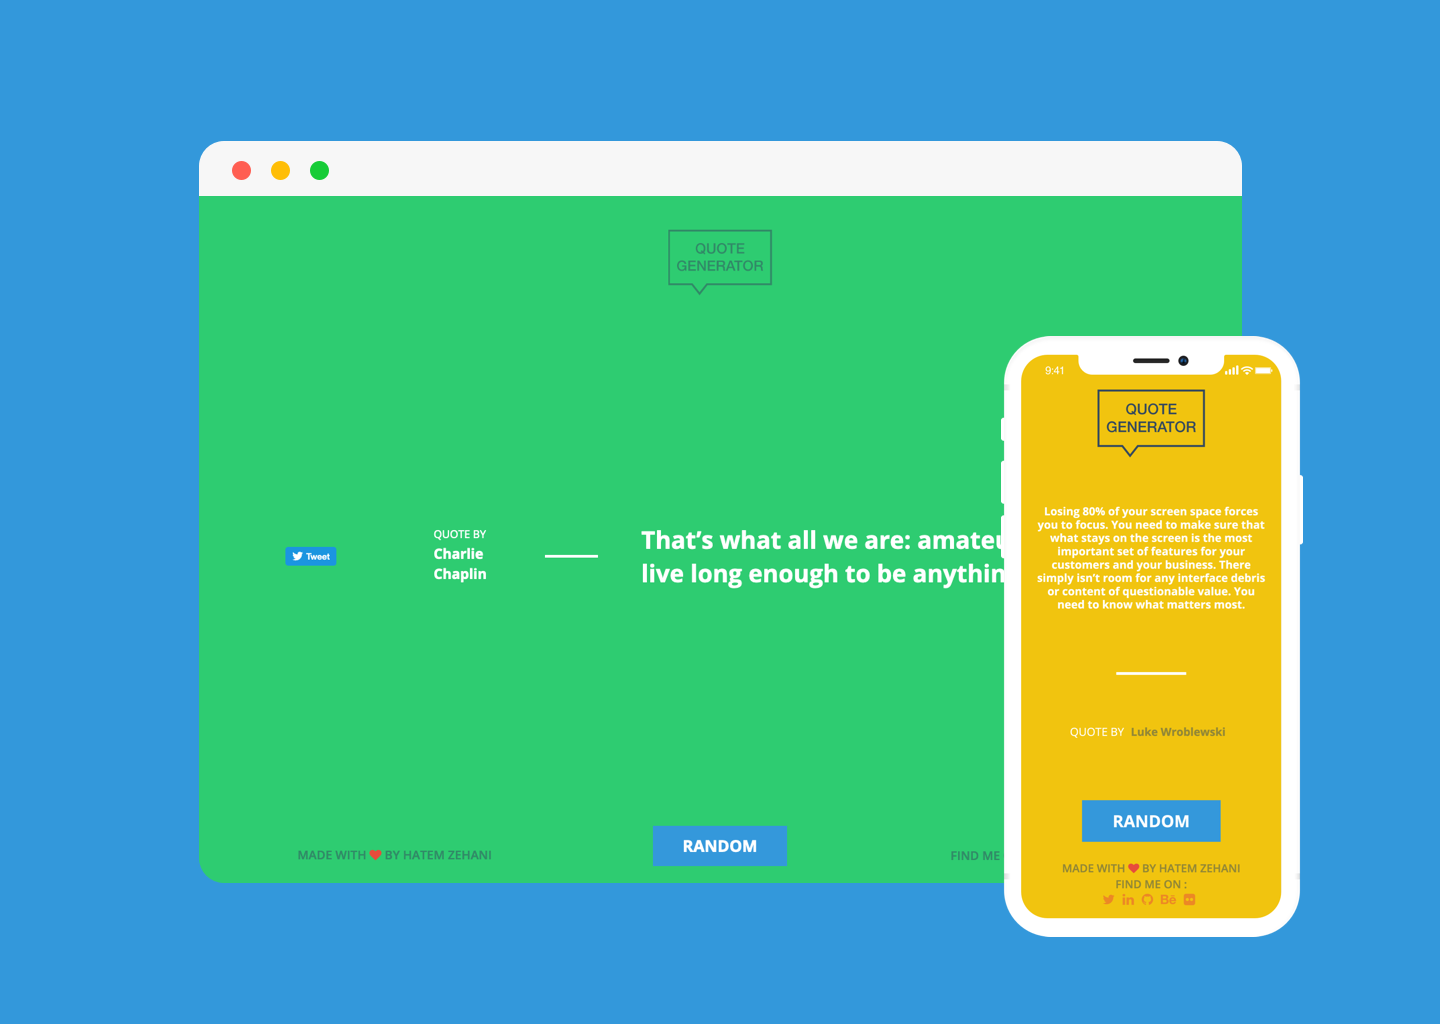 QUOTE
GENERATOR
Tweet
QUOTE BY
Charlie
Chaplin
That’s what all we are:
live long enough to be
MADE WITH ❤ BY HATEM ZEHANI
RANDOM
FIND ME
9:41
QUOTE
GENERATOR
Losing 80% of your screen space forces
you to focus. You need to make sure that
what stays on the screen is the most
important set of features for your
customers and your business. There
simply isn’t room for any interface debris
or content of questionable value. You
need to know what matters most.
QUOTE BY Luke Wroblewski
RANDOM
MADE WITH ❤ BY HATEM ZEHANI
FIND ME ON :
in Bē